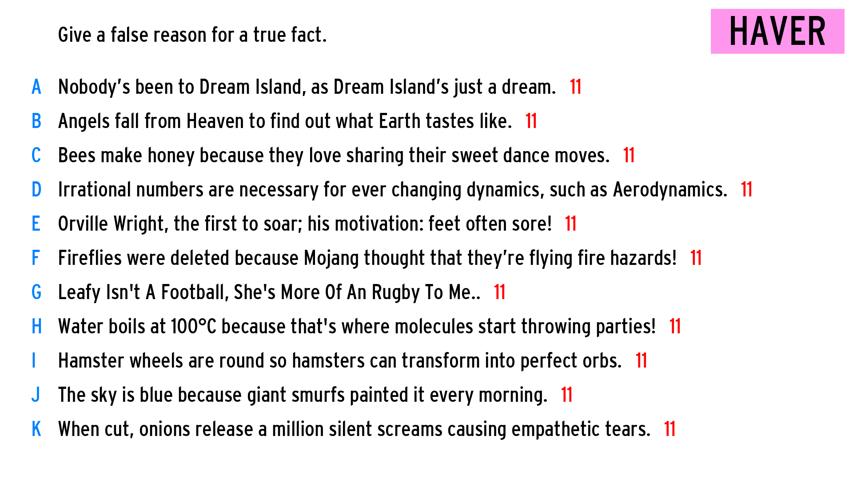 Give a false reason for a true fact.
HAVER
A Nobody's been to Dream Island, as Dream Island's just a dream. 11
B Angels fall from Heaven to find out what Earth tastes like. 11
C Bees make honey because they love sharing their sweet dance moves. 11
D Irrational numbers are necessary for ever changing dynamics, such as Aerodynamics. 11
E Orville Wright, the first to soar; his motivation: feet often sore! 11
F Fireflies were deleted because Mojang thought that they're flying fire hazards! 11
G Leafy Isn't A Football, She's More Of An Rugby To Me.. 11
H Water boils at 100°C because that's where molecules start throwing parties! 11
I Hamster wheels are round so hamsters can transform into perfect orbs. 11
J The sky is blue because giant smurfs painted it every morning. 11
K When cut, onions release a million silent screams causing empathetic tears. 11